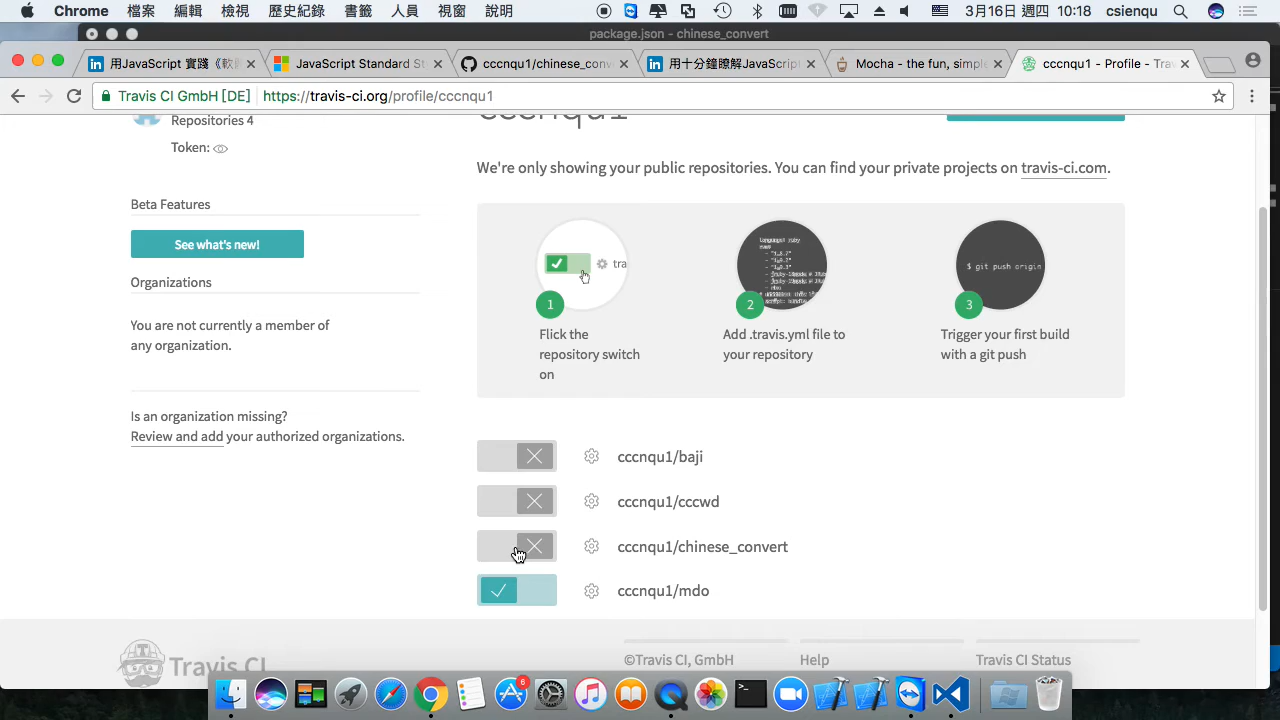 Chrome 檔案 編輯 檢視 歷史紀錄 書籤 人員 視窗 說明 3月16日 週四 10:18 csienqu
package.json - chinese_convert
用JavaScript 實踐《軟 JavaScript Standard St cccnqu1/chinese_conv 用十分鐘瞭解JavaScrip Mocha - the fun, simple cccnqu1 - Profile - Trav
Travis CI GmbH [DE] https://travis-ci.org/profile/cccnqu1
cccnqu1
Repositories 4
Token:
We're only showing your public repositories. You can find your private projects on travis-ci.com.
Beta Features
See what's new!
Organizations
You are not currently a member of
any organization.
Is an organization missing?
Review and add your authorized organizations.
tra
1
Flick the
repository switch
on
language: ruby
2
Add .travis.yml file to
your repository
$ git push origin
3
Trigger your first build
with a git push
cccnqu1/baji
cccnqu1/cccwd
cccnqu1/chinese_convert
cccnqu1/mdo
Travis CI
©Travis CI, GmbH
Help
Travis CI Status
6